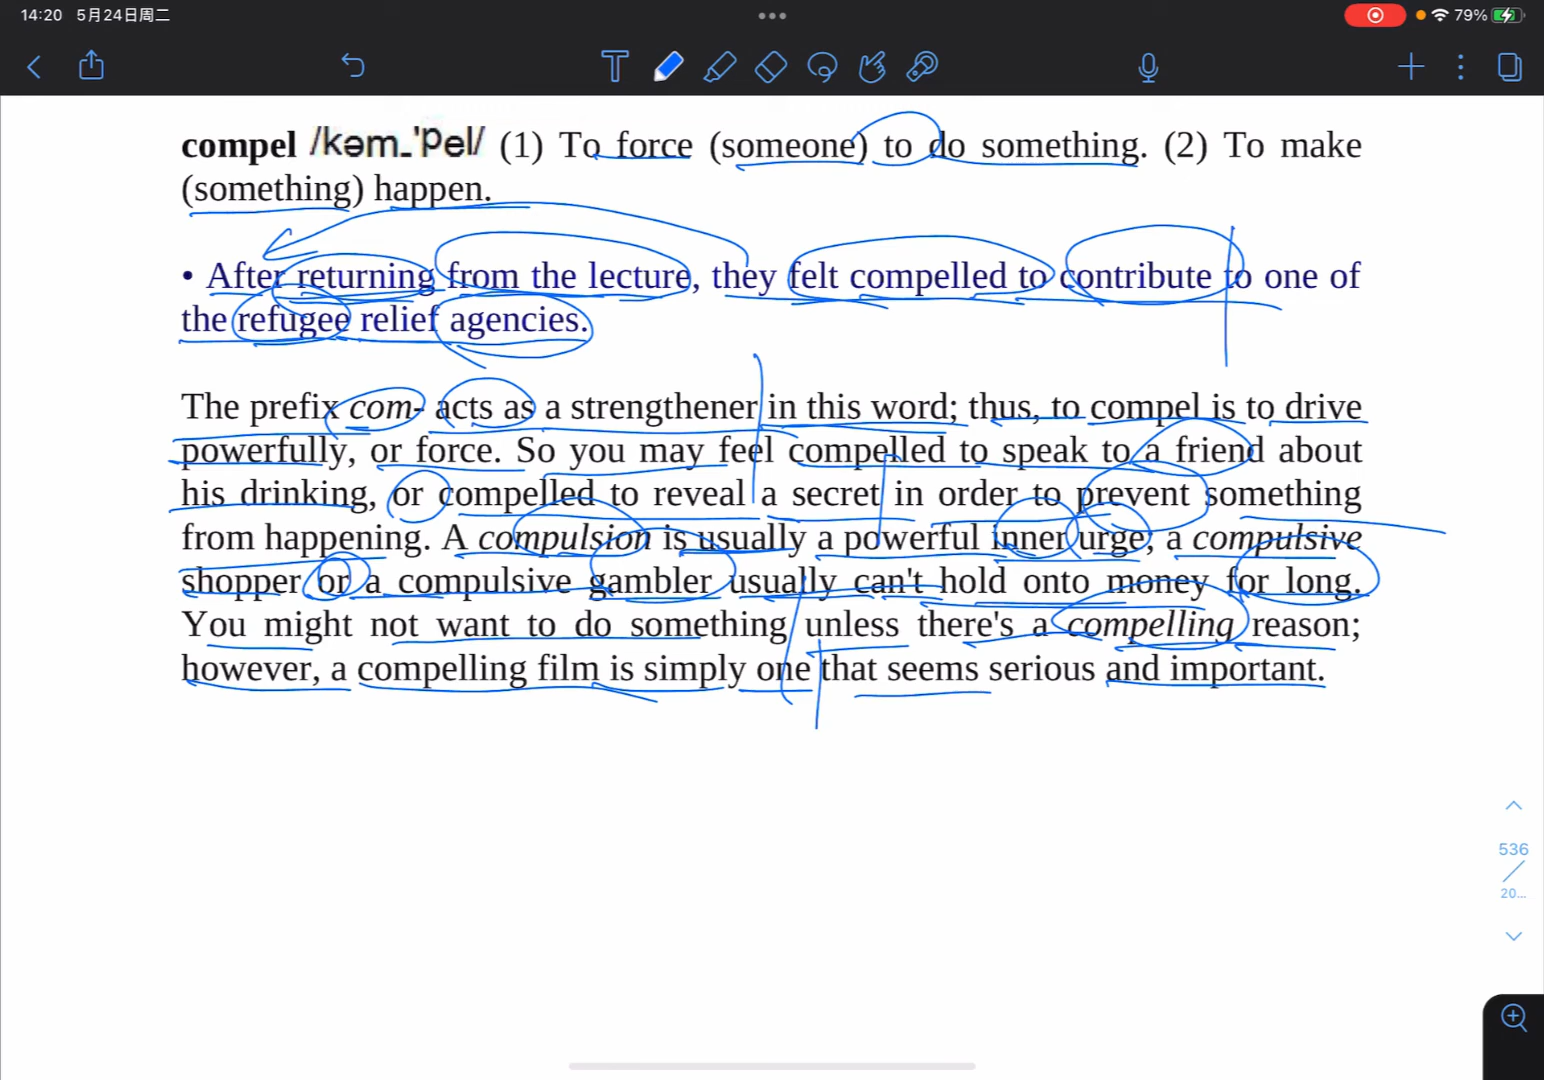 14:20 5月24日周二
79%
compel /kəm-ˈpel/ (1) To force (someone) to do something. (2) To make
(something) happen.
• After returning from the lecture, they felt compelled to contribute to one of
the refugee relief agencies.
The prefix com- acts as a strengthener in this word; thus, to compel is to drive
powerfully, or force. So you may feel compelled to speak to a friend about
his drinking, or compelled to reveal a secret in order to prevent something
from happening. A compulsion is usually a powerful inner urge; a compulsive
shopper or a compulsive gambler usually can't hold onto money for long.
You might not want to do something unless there's a compelling reason;
however, a compelling film is simply one that seems serious and important.
536
20...